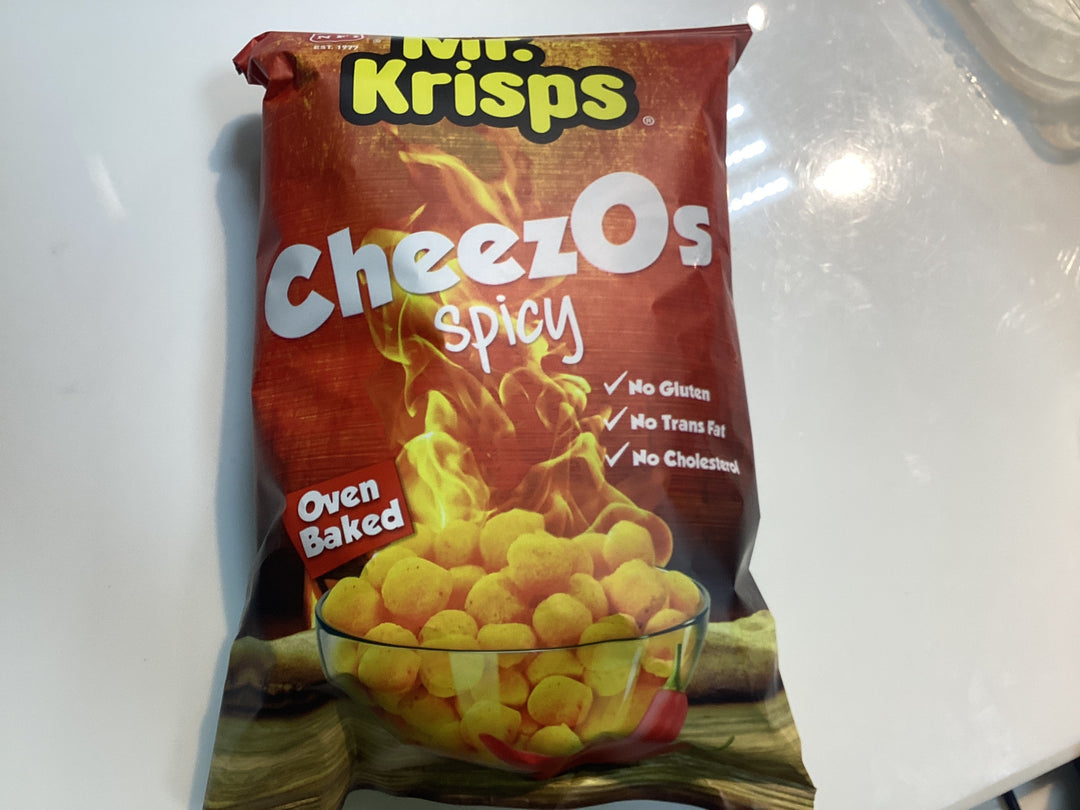 EST. 1977
Mr.
Krisps
®
CheezOs
spicy
No Gluten
No Trans Fat
No Cholesterol
Oven
Baked